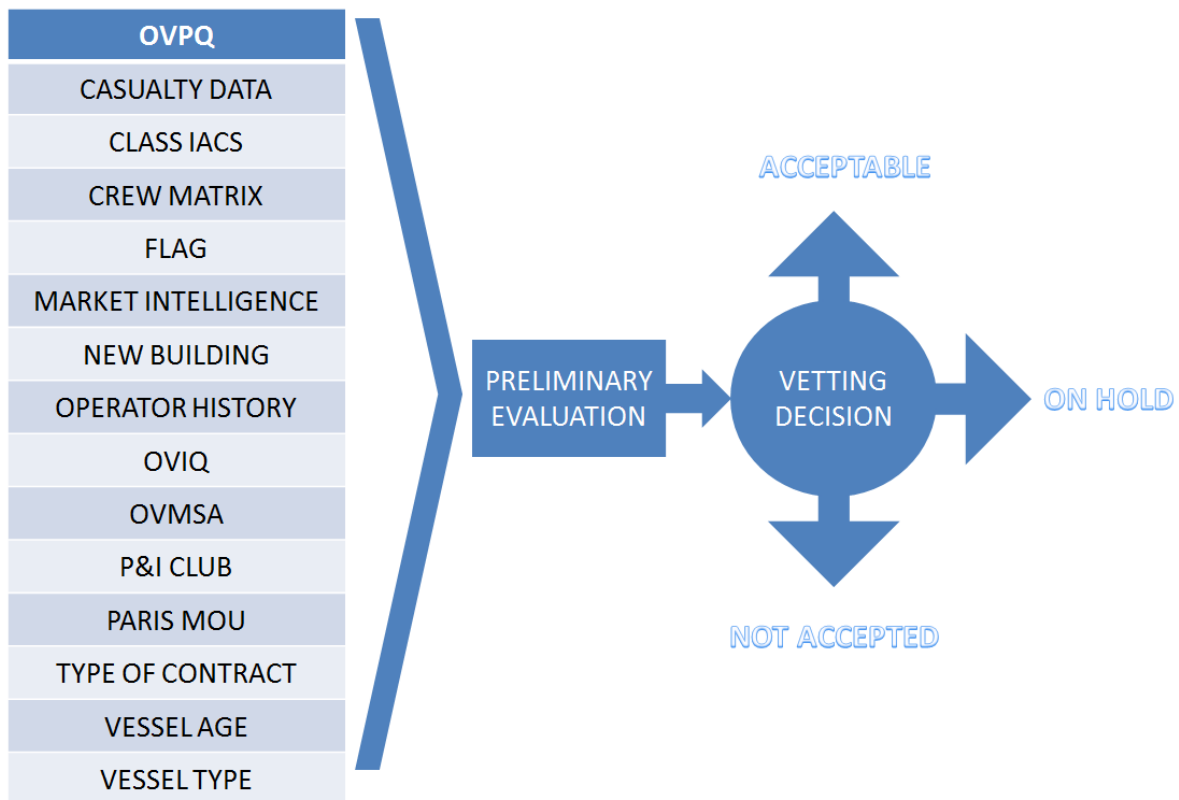 OVPQ
CASUALTY DATA
CLASS IACS
CREW MATRIX
FLAG
MARKET INTELLIGENCE
NEW BUILDING
OPERATOR HISTORY
OVIQ
OVMSA
P&I CLUB
PARIS MOU
TYPE OF CONTRACT
VESSEL AGE
VESSEL TYPE
PRELIMINARY
EVALUATION
VETTING
DECISION
ACCEPTABLE
ON HOLD
NOT ACCEPTED